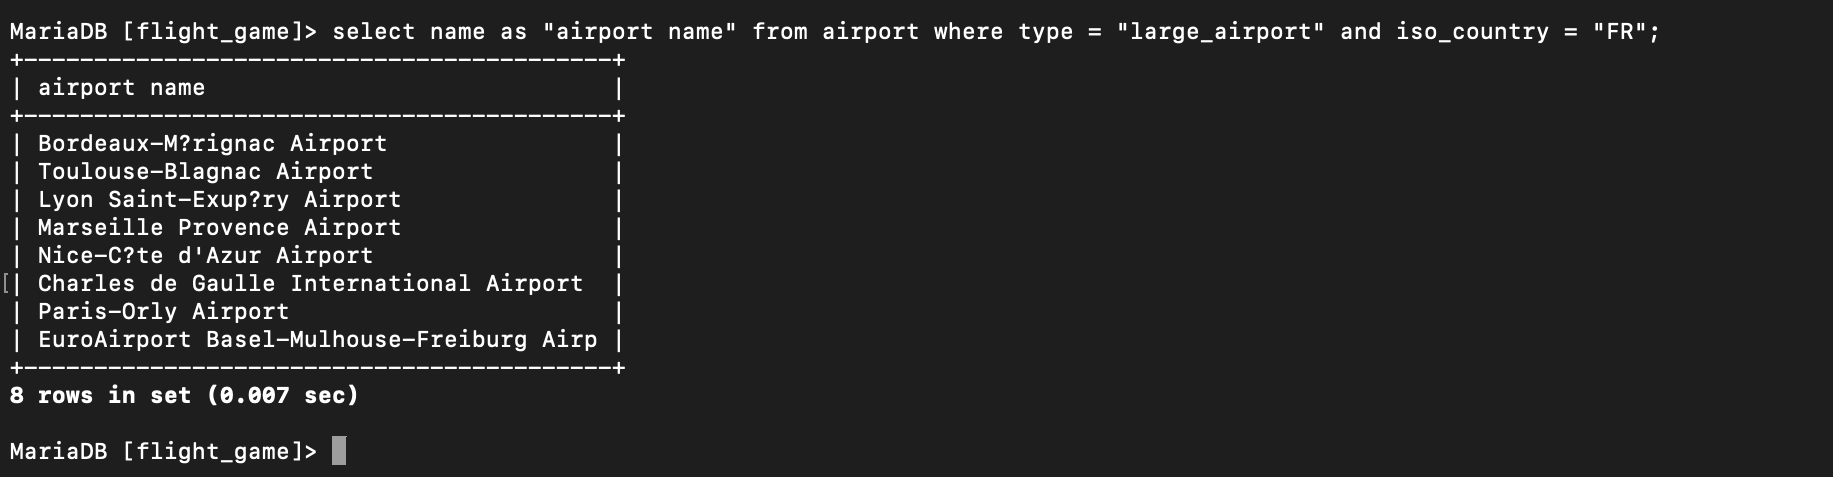 MariaDB [flight_game]> select name as "airport name" from airport where type = "large_airport" and iso_country = "FR";
+------------------------------------------+
| airport name                             |
+------------------------------------------+
| Bordeaux-M?rignac Airport                |
| Toulouse-Blagnac Airport                 |
| Lyon Saint-Exup?ry Airport               |
| Marseille Provence Airport               |
| Nice-C?te d'Azur Airport                 |
[| Charles de Gaulle International Airport  |
| Paris-Orly Airport                       |
| EuroAirport Basel-Mulhouse-Freiburg Airp |
+------------------------------------------+
8 rows in set (0.007 sec)
MariaDB [flight_game]>